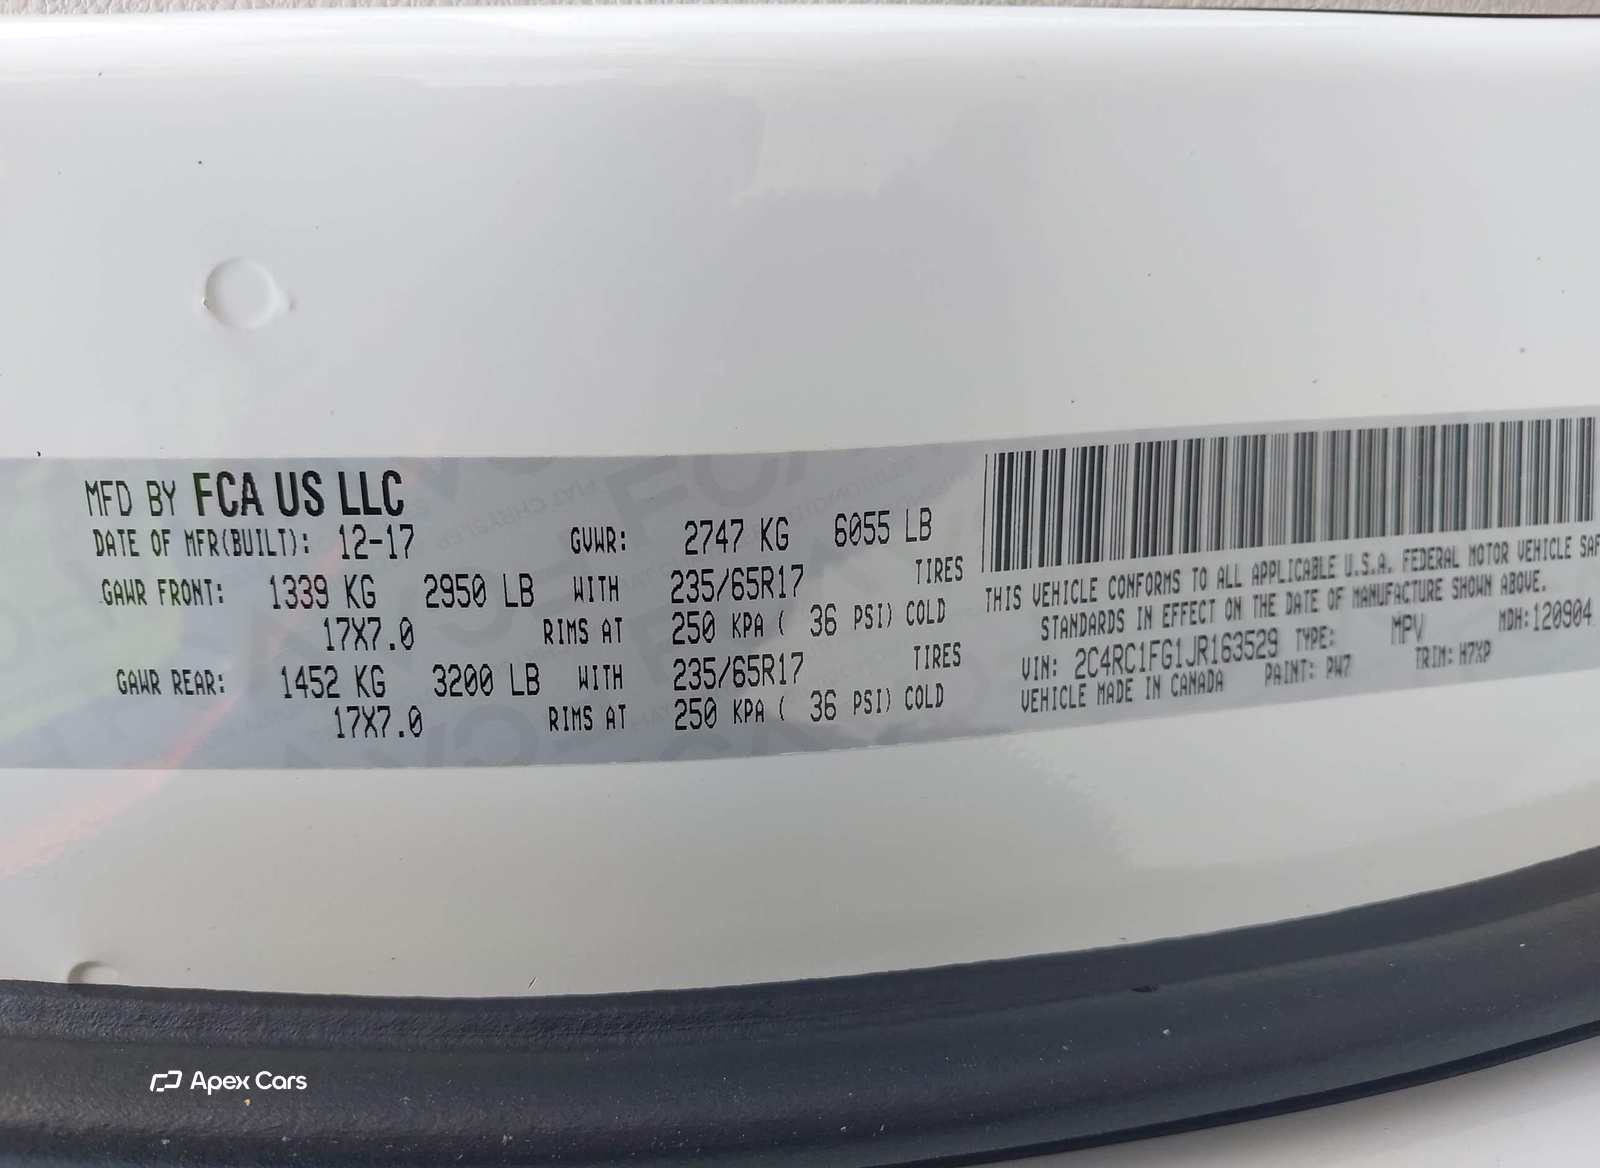 MFD BY FCA US LLC
DATE OF MFR(BUILT): 12-17 GVWR: 2747 KG 6055 LB
GAWR FRONT: 1339 KG 2950 LB WITH 235/65R17 TIRES
17X7.0 RIMS AT 250 KPA ( 36 PSI) COLD
GAWR REAR: 1452 KG 3200 LB WITH 235/65R17 TIRES
17X7.0 RIMS AT 250 KPA ( 36 PSI) COLD
THIS VEHICLE CONFORMS TO ALL APPLICABLE U.S.A. FEDERAL MOTOR VEHICLE SAF
STANDARDS IN EFFECT ON THE DATE OF MANUFACTURE SHOWN ABOVE.
VIN: 2C4RC1FG1JR163529 TYPE: MPV MDH:120904
VEHICLE MADE IN CANADA PAINT: PW7 TRIM: H7XP
Apex Cars